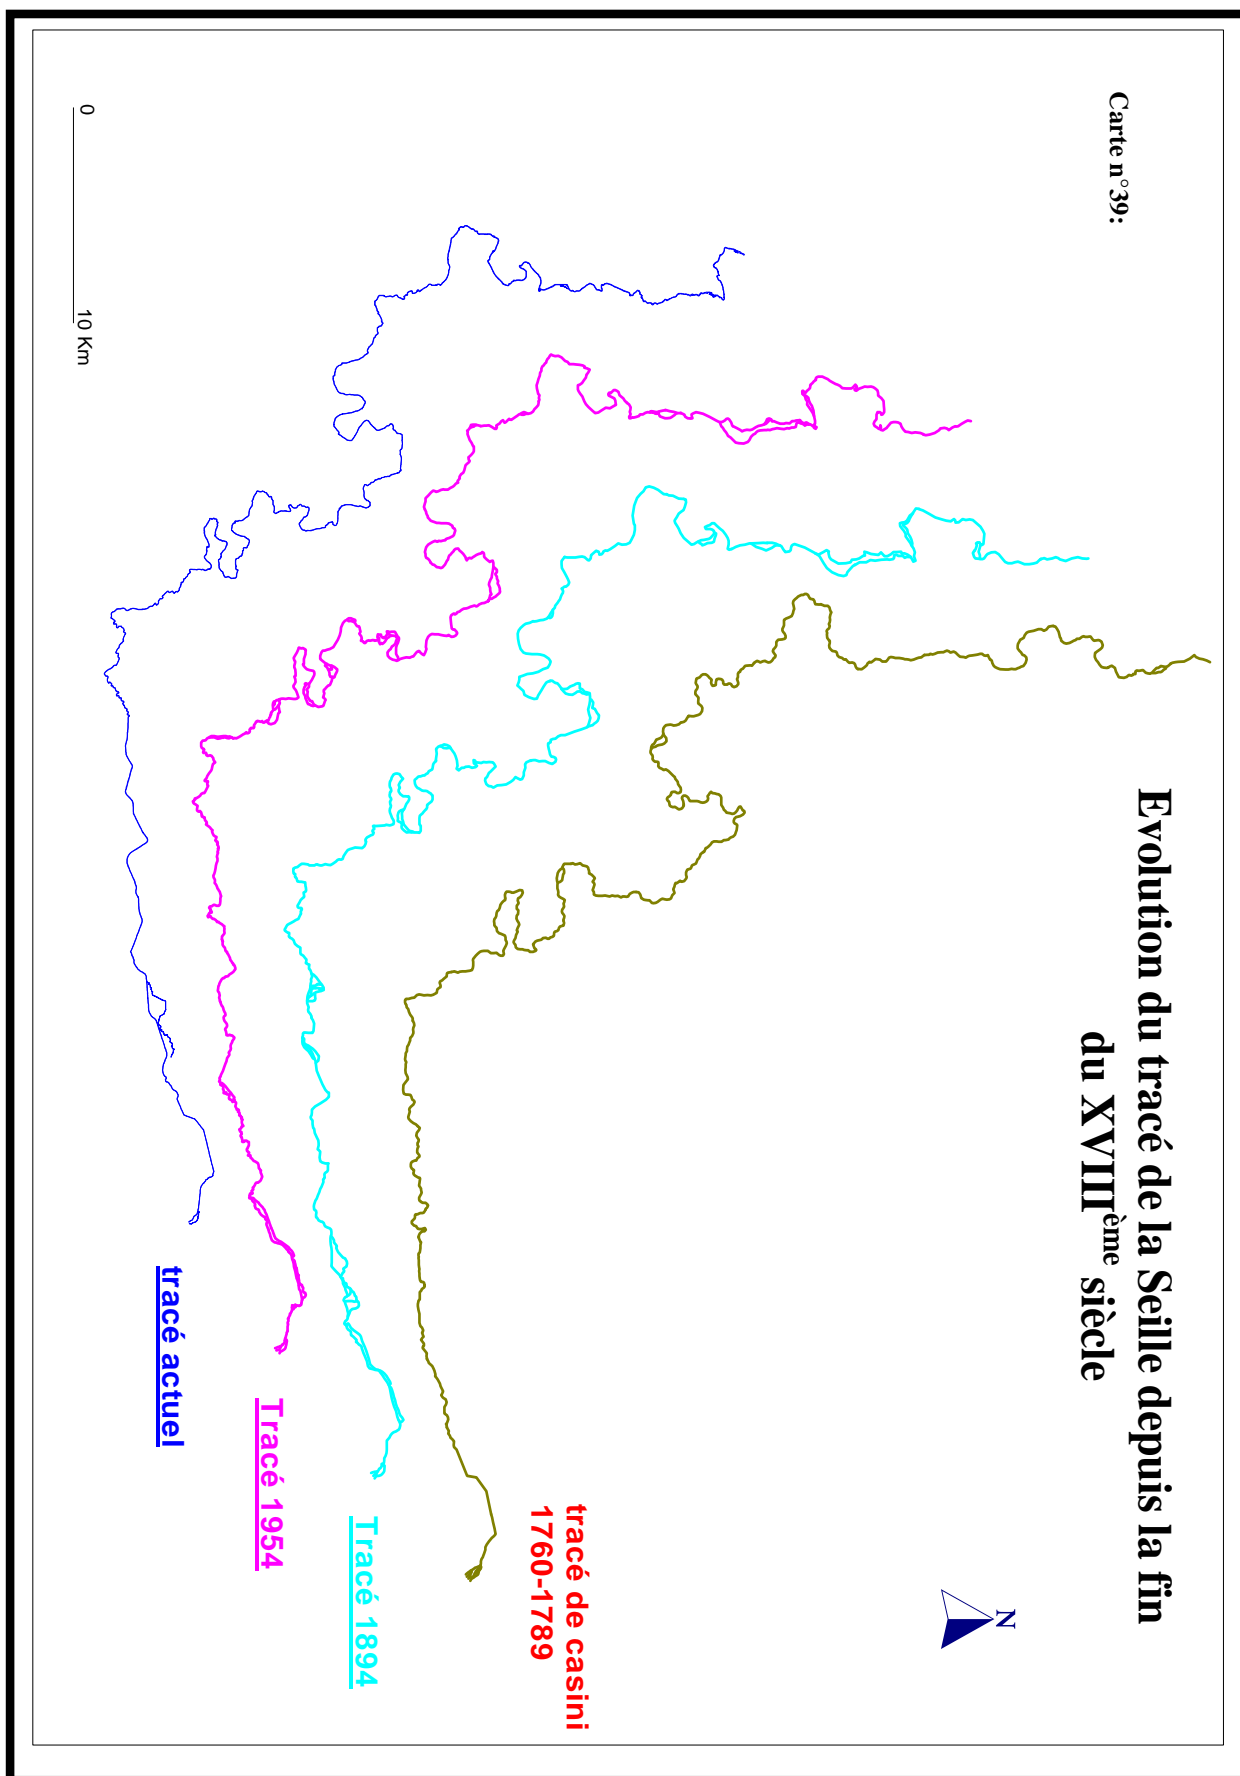 Carte n°39:
Evolution du tracé de la Seille depuis la fin
du XVIIIème siècle
N
tracé de casini
1760-1789
Tracé 1894
Tracé 1954
tracé actuel
0
10 Km